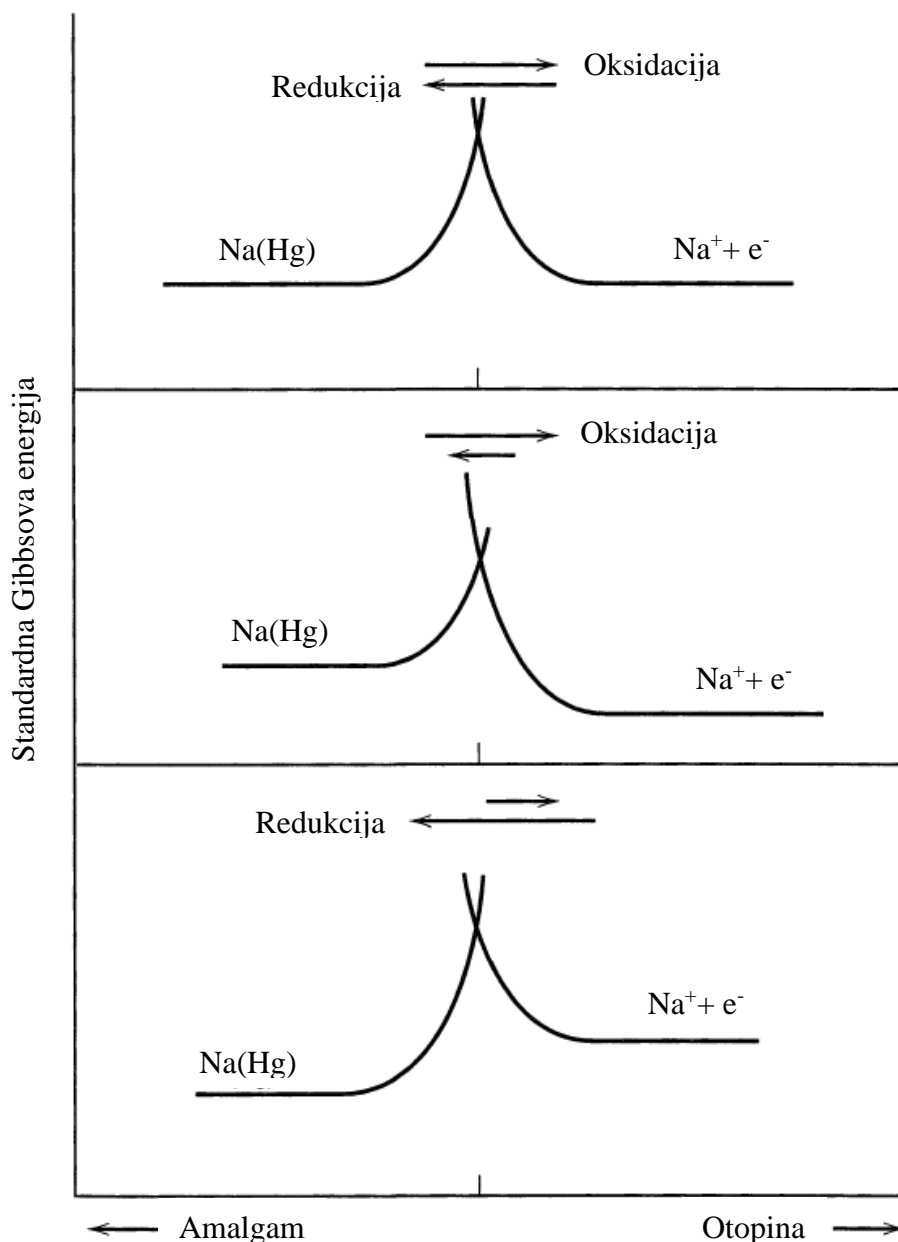 Standardna Gibbsova energija
Oksidacija
Redukcija
Na(Hg)
Na⁺+ e⁻
Oksidacija
Na(Hg)
Na⁺+ e⁻
Redukcija
Na⁺+ e⁻
Na(Hg)
Amalgam
Otopina